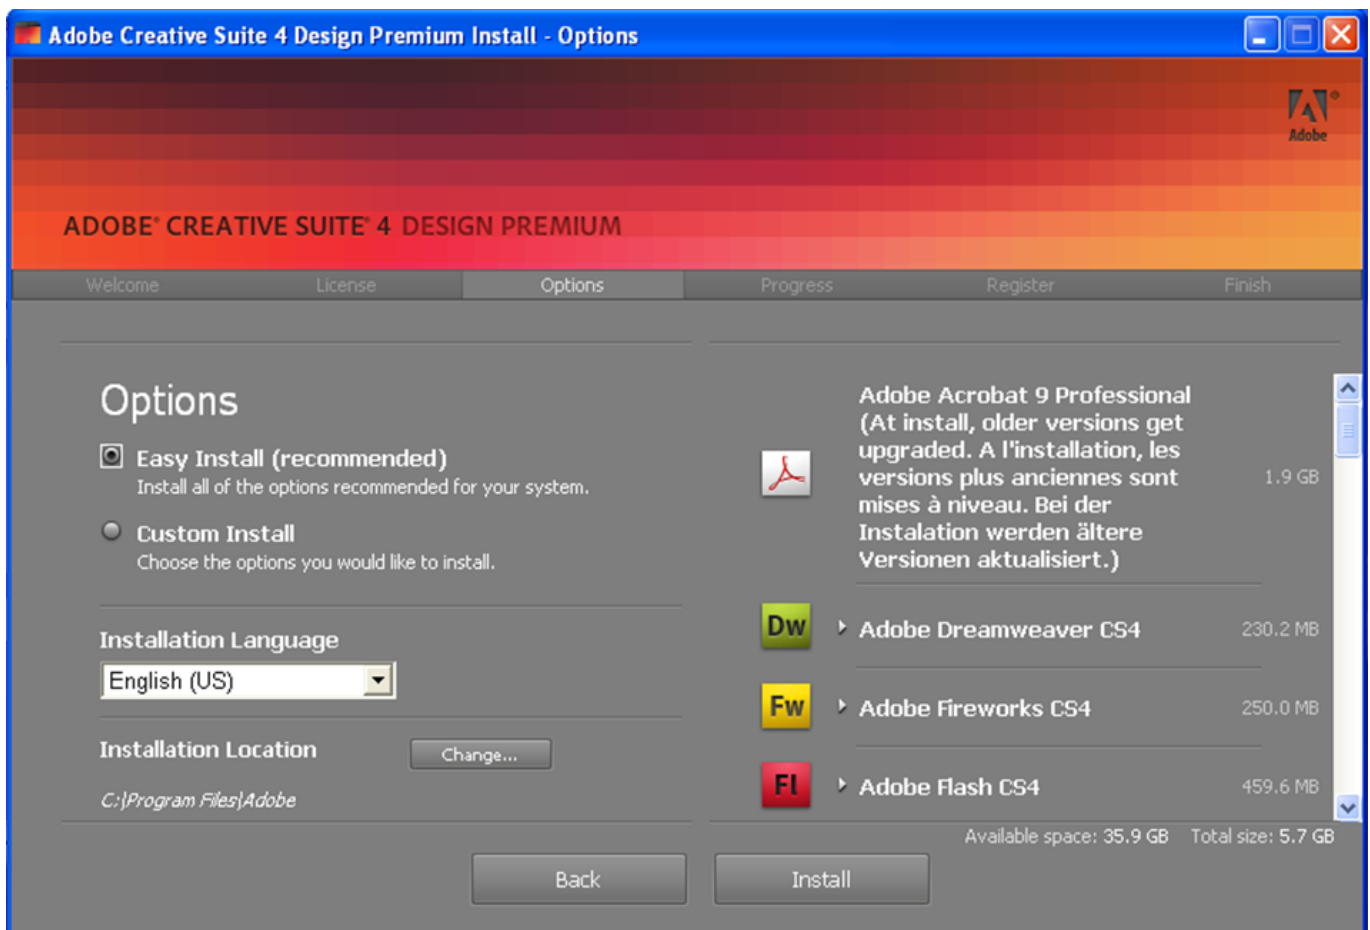 Adobe Creative Suite 4 Design Premium Install - Options
Adobe
ADOBE® CREATIVE SUITE® 4 DESIGN PREMIUM
Welcome License Options Progress Register Finish
Options
Easy Install (recommended)
Install all of the options recommended for your system.
Custom Install
Choose the options you would like to install.
Installation Language
English (US)
Installation Location
Change...
C:\Program Files\Adobe
Adobe Acrobat 9 Professional
(At install, older versions get
upgraded. A l'installation, les
versions plus anciennes sont
mises à niveau. Bei der
Instalation werden ältere
Versionen aktualisiert.)
1.9 GB
Dw Adobe Dreamweaver CS4 230.2 MB
Fw Adobe Fireworks CS4 250.0 MB
Fl Adobe Flash CS4 459.6 MB
Available space: 35.9 GB Total size: 5.7 GB
Back Install